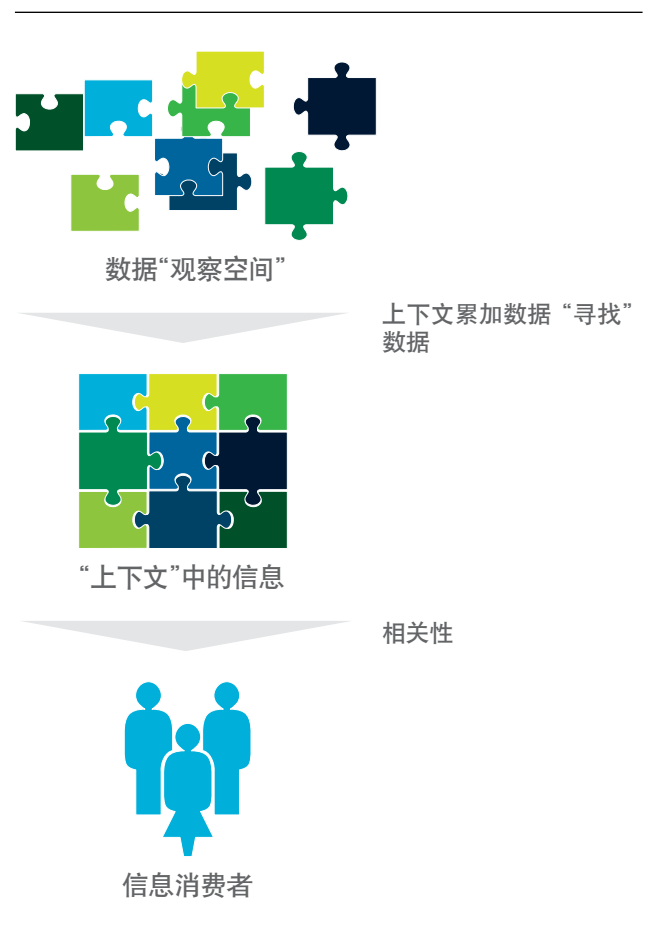 数据“观察空间”
上下文累加数据“寻找”
数据
“上下文”中的信息
相关性
信息消费者